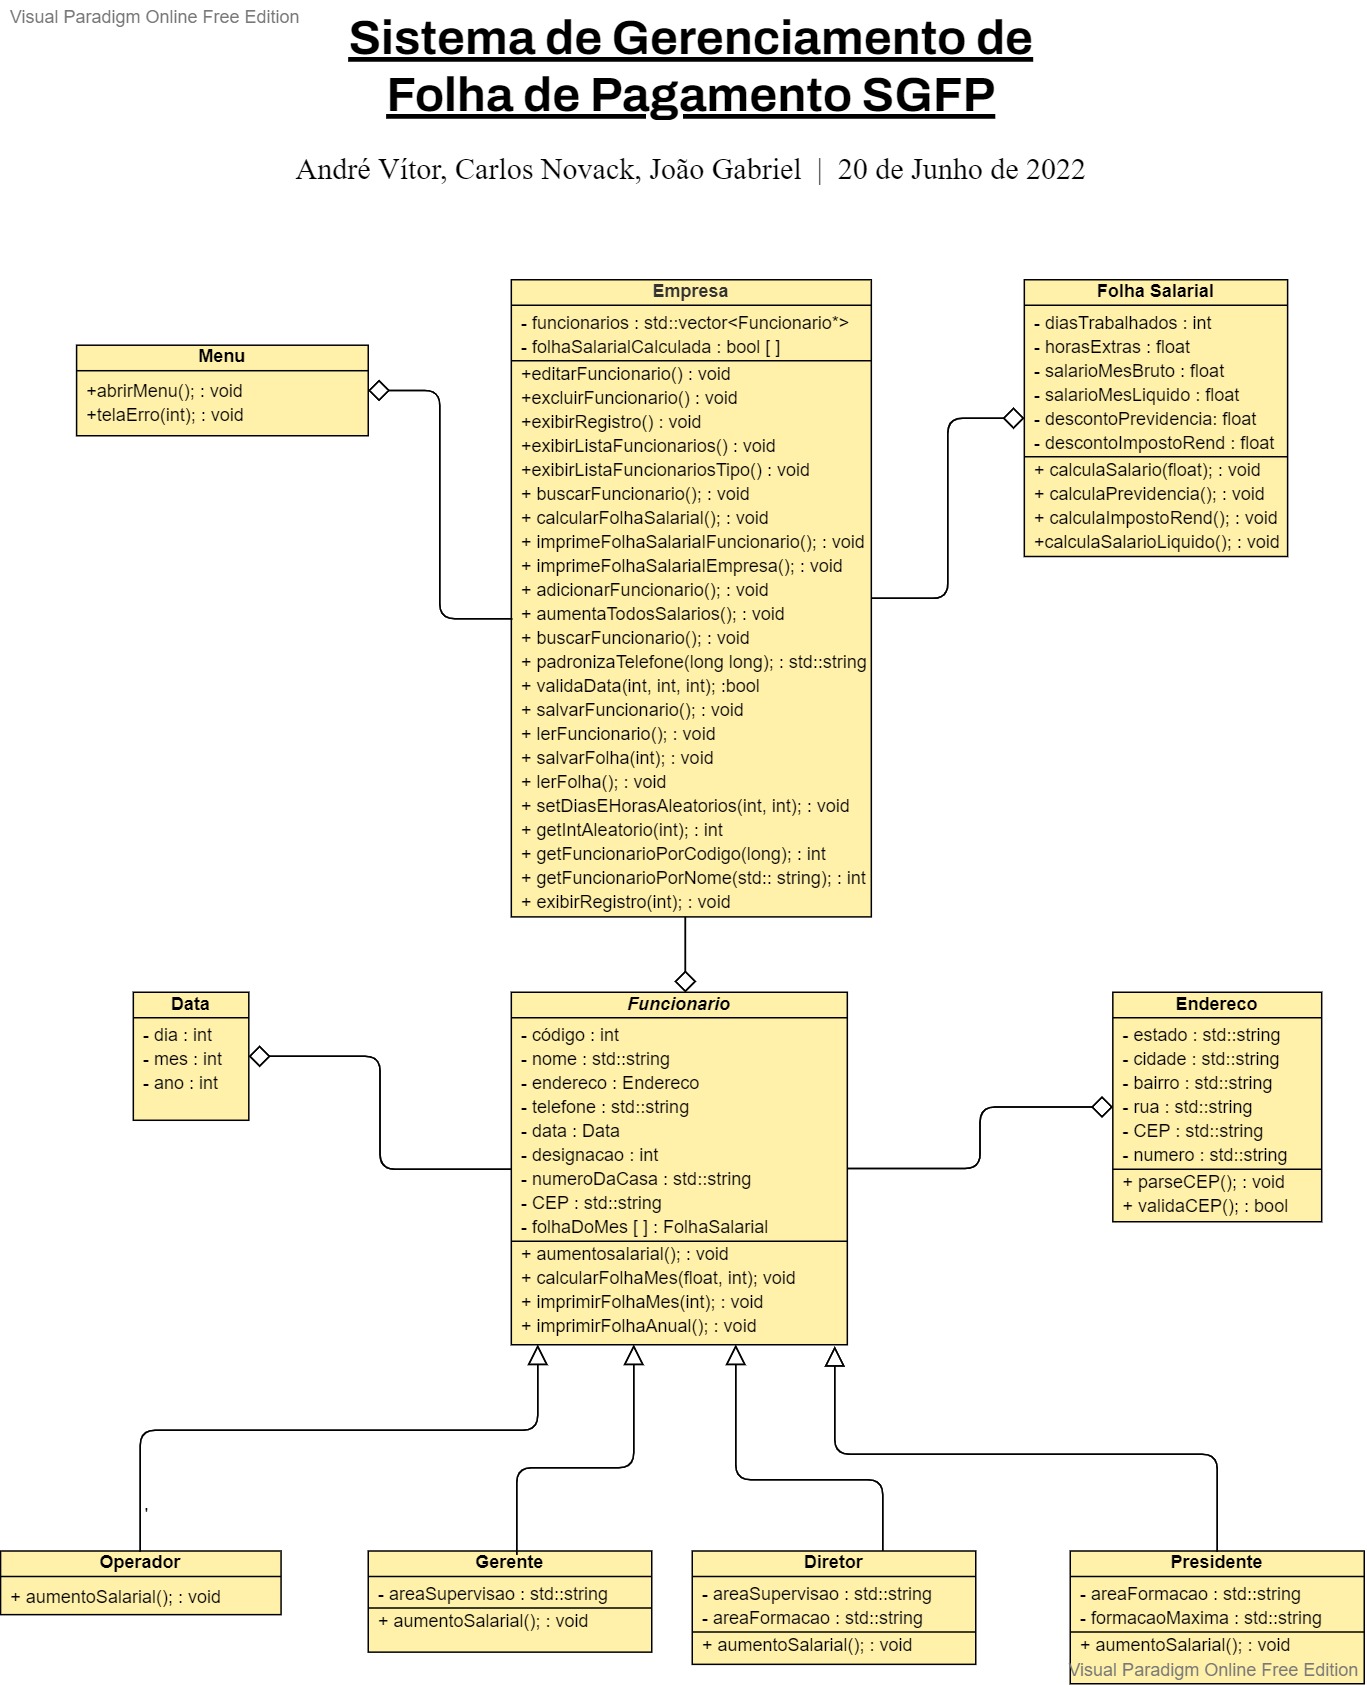 Visual Paradigm Online Free Edition
Sistema de Gerenciamento de
Folha de Pagamento SGFP
André Vítor, Carlos Novack, João Gabriel | 20 de Junho de 2022
Menu
+abrirMenu(); : void
+telaErro(int); : void
Empresa
- funcionarios : std::vector<Funcionario*>
- folhaSalarialCalculada : bool [ ]
+editarFuncionario() : void
+excluirFuncionario() : void
+exibirRegistro() : void
+exibirListaFuncionarios() : void
+exibirListaFuncionariosTipo() : void
+ buscarFuncionario(); : void
+ calcularFolhaSalarial(); : void
+ imprimeFolhaSalarialFuncionario(); : void
+ imprimeFolhaSalarialEmpresa(); : void
+ adicionarFuncionario(); : void
+ aumentaTodosSalarios(); : void
+ buscarFuncionario(); : void
+ padronizaTelefone(long long); : std::string
+ validaData(int, int, int); :bool
+ salvarFuncionario(); : void
+ lerFuncionario(); : void
+ salvarFolha(int); : void
+ lerFolha(); : void
+ setDiasEHorasAleatorios(int, int); : void
+ getIntAleatorio(int); : int
+ getFuncionarioPorCodigo(long); : int
+ getFuncionarioPorNome(std:: string); : int
+ exibirRegistro(int); : void
Folha Salarial
- diasTrabalhados : int
- horasExtras : float
- salarioMesBruto : float
- salarioMesLiquido : float
- descontoPrevidencia: float
- descontoImpostoRend : float
+ calculaSalario(float); : void
+ calculaPrevidencia(); : void
+ calculaImpostoRend(); : void
+calculaSalarioLiquido(); : void
Data
- dia : int
- mes : int
- ano : int
Funcionario
- código : int
- nome : std::string
- endereco : Endereco
- telefone : std::string
- data : Data
- designacao : int
- numeroDaCasa : std::string
- CEP : std::string
- folhaDoMes [ ] : FolhaSalarial
+ aumentosalarial(); : void
+ calcularFolhaMes(float, int); void
+ imprimirFolhaMes(int); : void
+ imprimirFolhaAnual(); : void
Endereco
- estado : std::string
- cidade : std::string
- bairro : std::string
- rua : std::string
- CEP : std::string
- numero : std::string
+ parseCEP(); : void
+ validaCEP(); : bool
'
Operador
+ aumentoSalarial(); : void
Gerente
- areaSupervisao : std::string
+ aumentoSalarial(); : void
Diretor
- areaSupervisao : std::string
- areaFormacao : std::string
+ aumentoSalarial(); : void
Presidente
- areaFormacao : std::string
- formacaoMaxima : std::string
+ aumentoSalarial(); : void
Visual Paradigm Online Free Edition